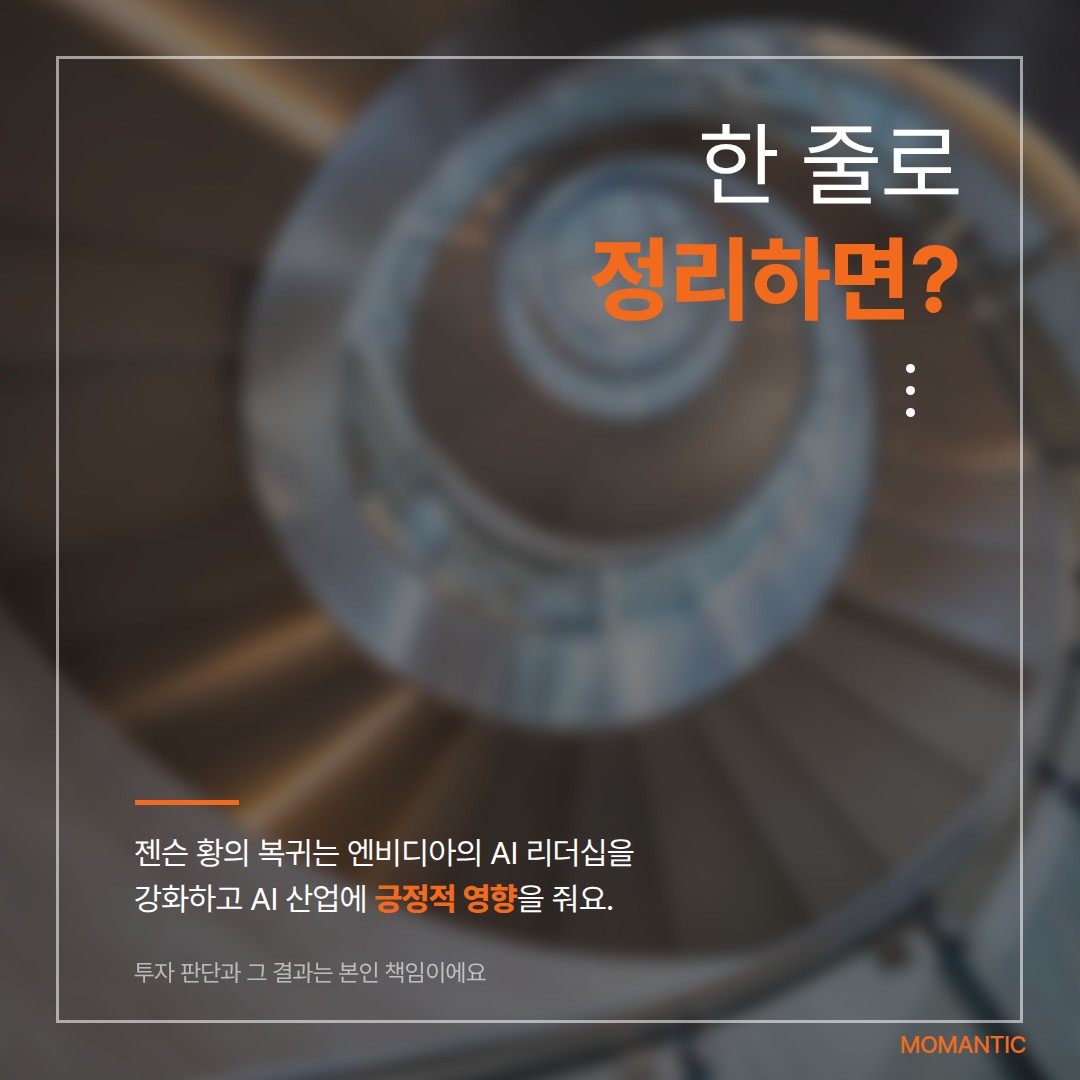 한 줄로
정리하면?
젠슨 황의 복귀는 엔비디아의 AI 리더십을
강화하고 AI 산업에 긍정적 영향을 줘요.
투자 판단과 그 결과는 본인 책임이에요
MOMANTIC